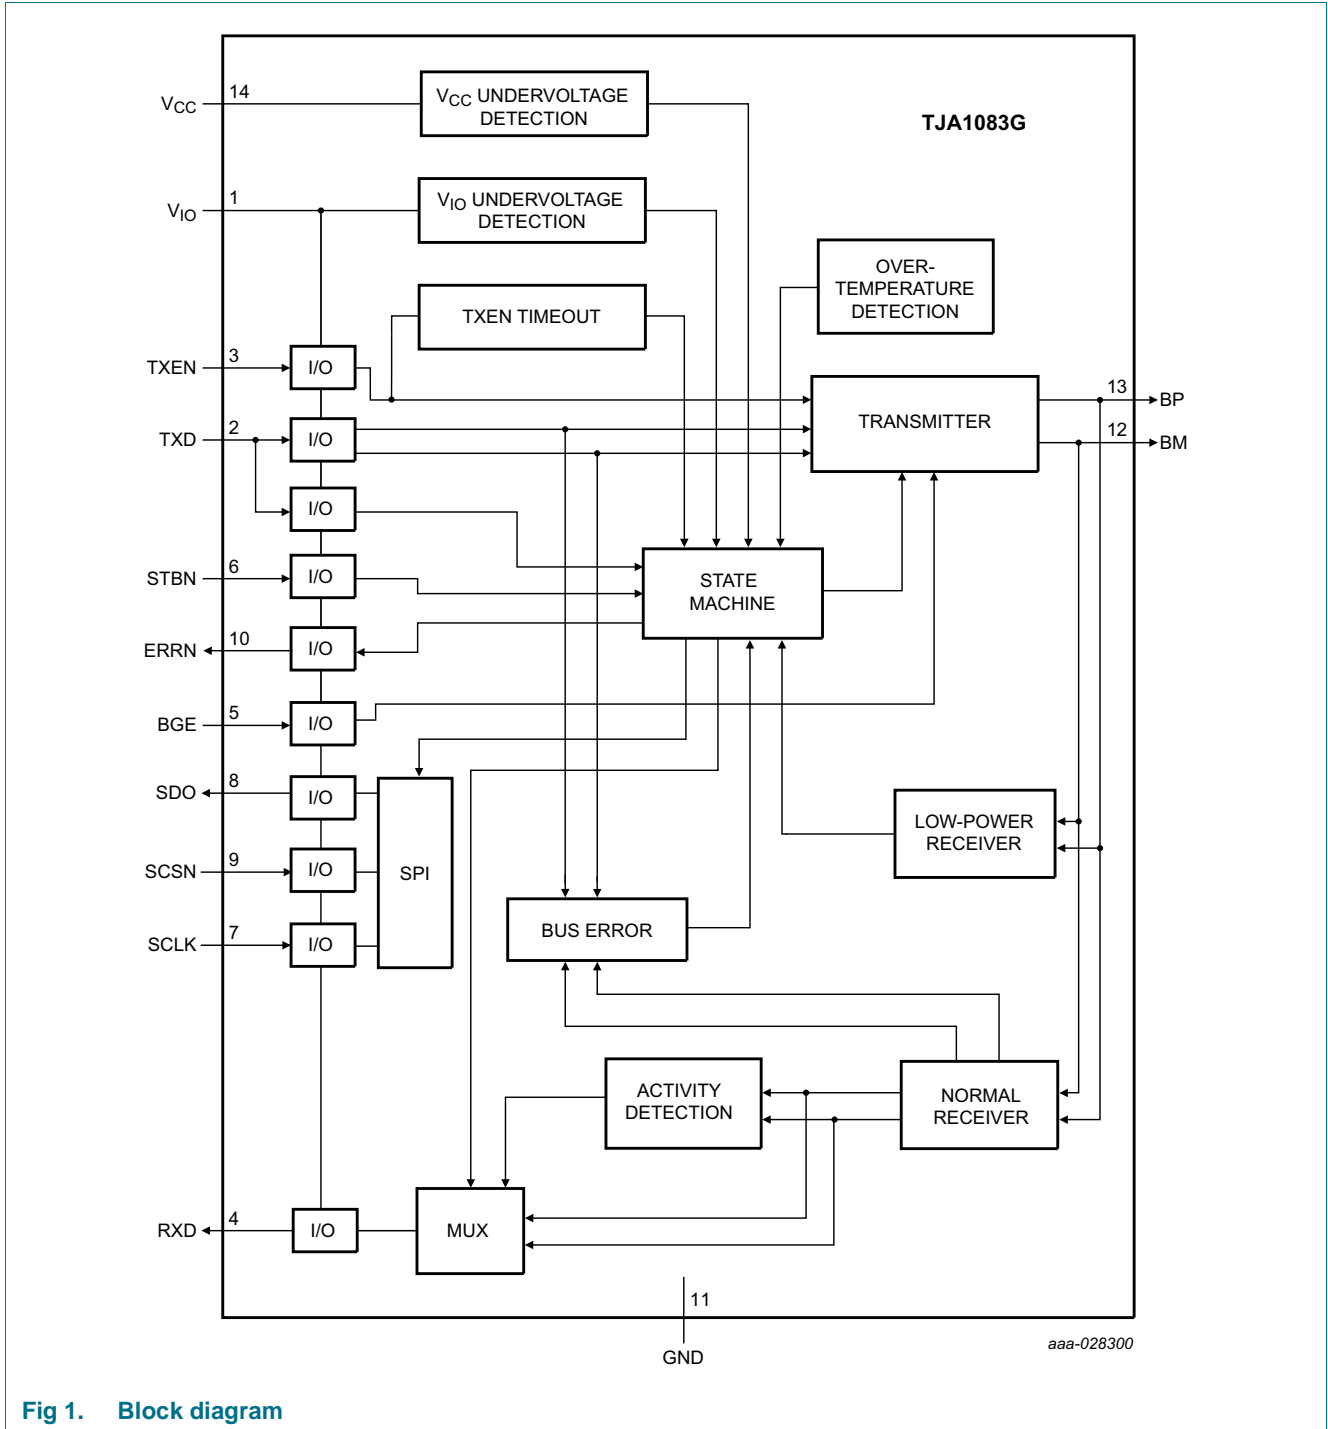 14
VCC
VCC UNDERVOLTAGE
DETECTION
TJA1083G
1
VIO
VIO UNDERVOLTAGE
DETECTION
OVER-
TEMPERATURE
DETECTION
TXEN TIMEOUT
3
TXEN
I/O
13
BP
TRANSMITTER
2
TXD
I/O
12
BM
I/O
6
STBN
I/O
STATE
MACHINE
10
ERRN
I/O
5
BGE
I/O
8
SDO
I/O
LOW-POWER
RECEIVER
9
SCSN
I/O
SPI
7
SCLK
I/O
BUS ERROR
ACTIVITY
DETECTION
NORMAL
RECEIVER
4
RXD
I/O
MUX
11
GND
aaa-028300
Fig 1. Block diagram